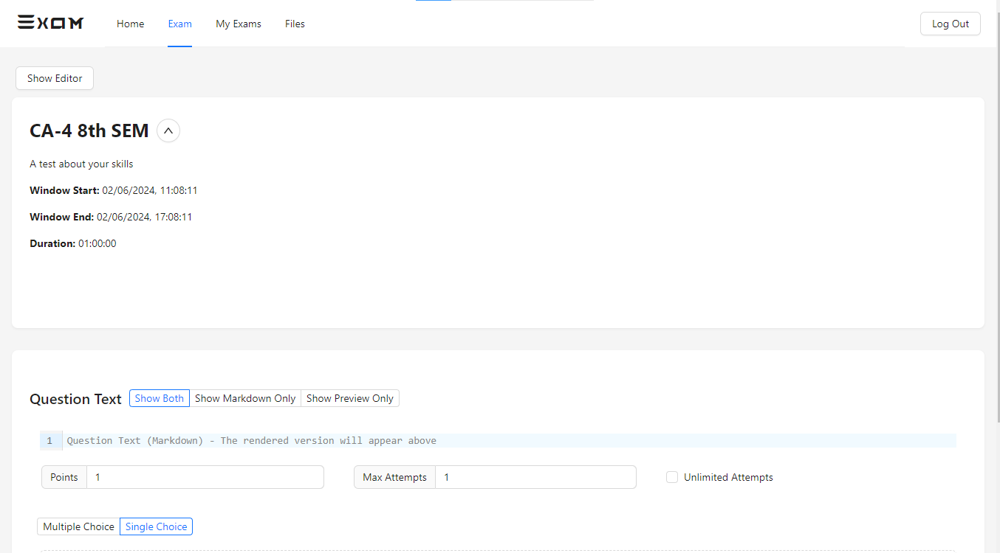 Exam
Home Exam My Exams Files Log Out
Show Editor
CA-4 8th SEM
A test about your skills
Window Start: 02/06/2024, 11:08:11
Window End: 02/06/2024, 17:08:11
Duration: 01:00:00
Question Text Show Both Show Markdown Only Show Preview Only
1 Question Text (Markdown) - The rendered version will appear above
Points 1 Max Attempts 1 Unlimited Attempts
Multiple Choice Single Choice